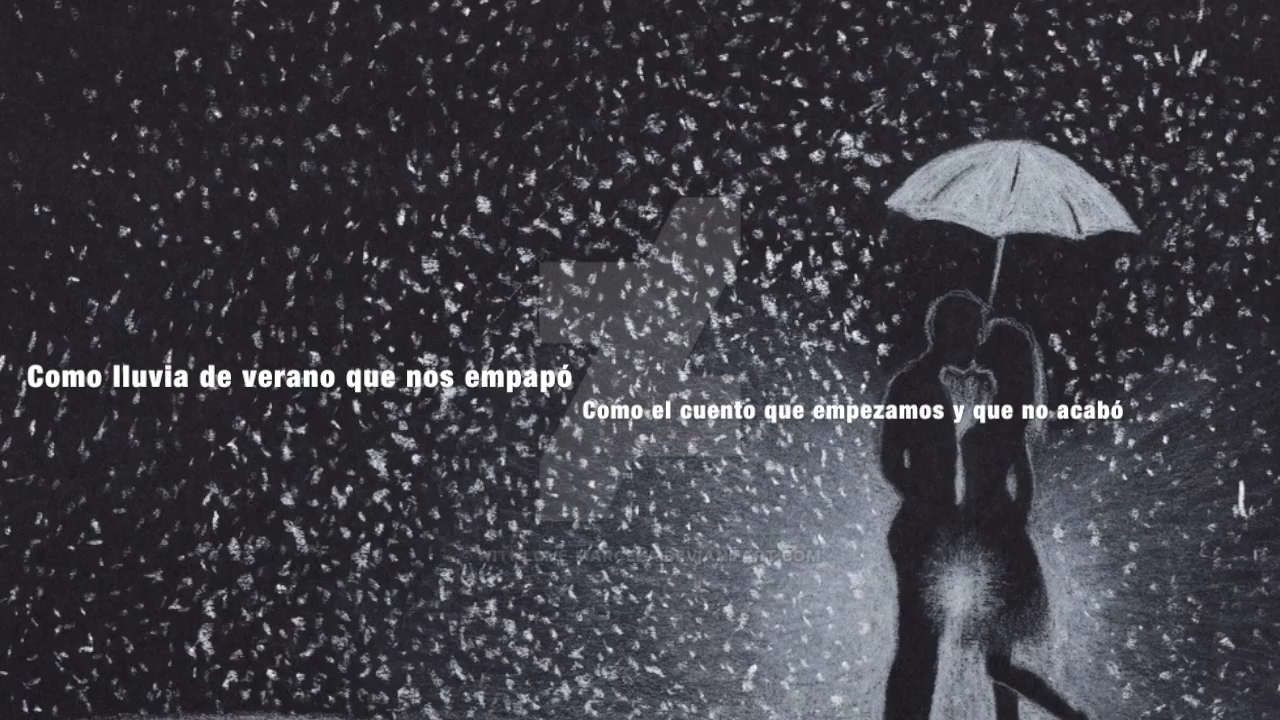 Como lluvia de verano que nos empapó
Como el cuento que empezamos y que no acabó